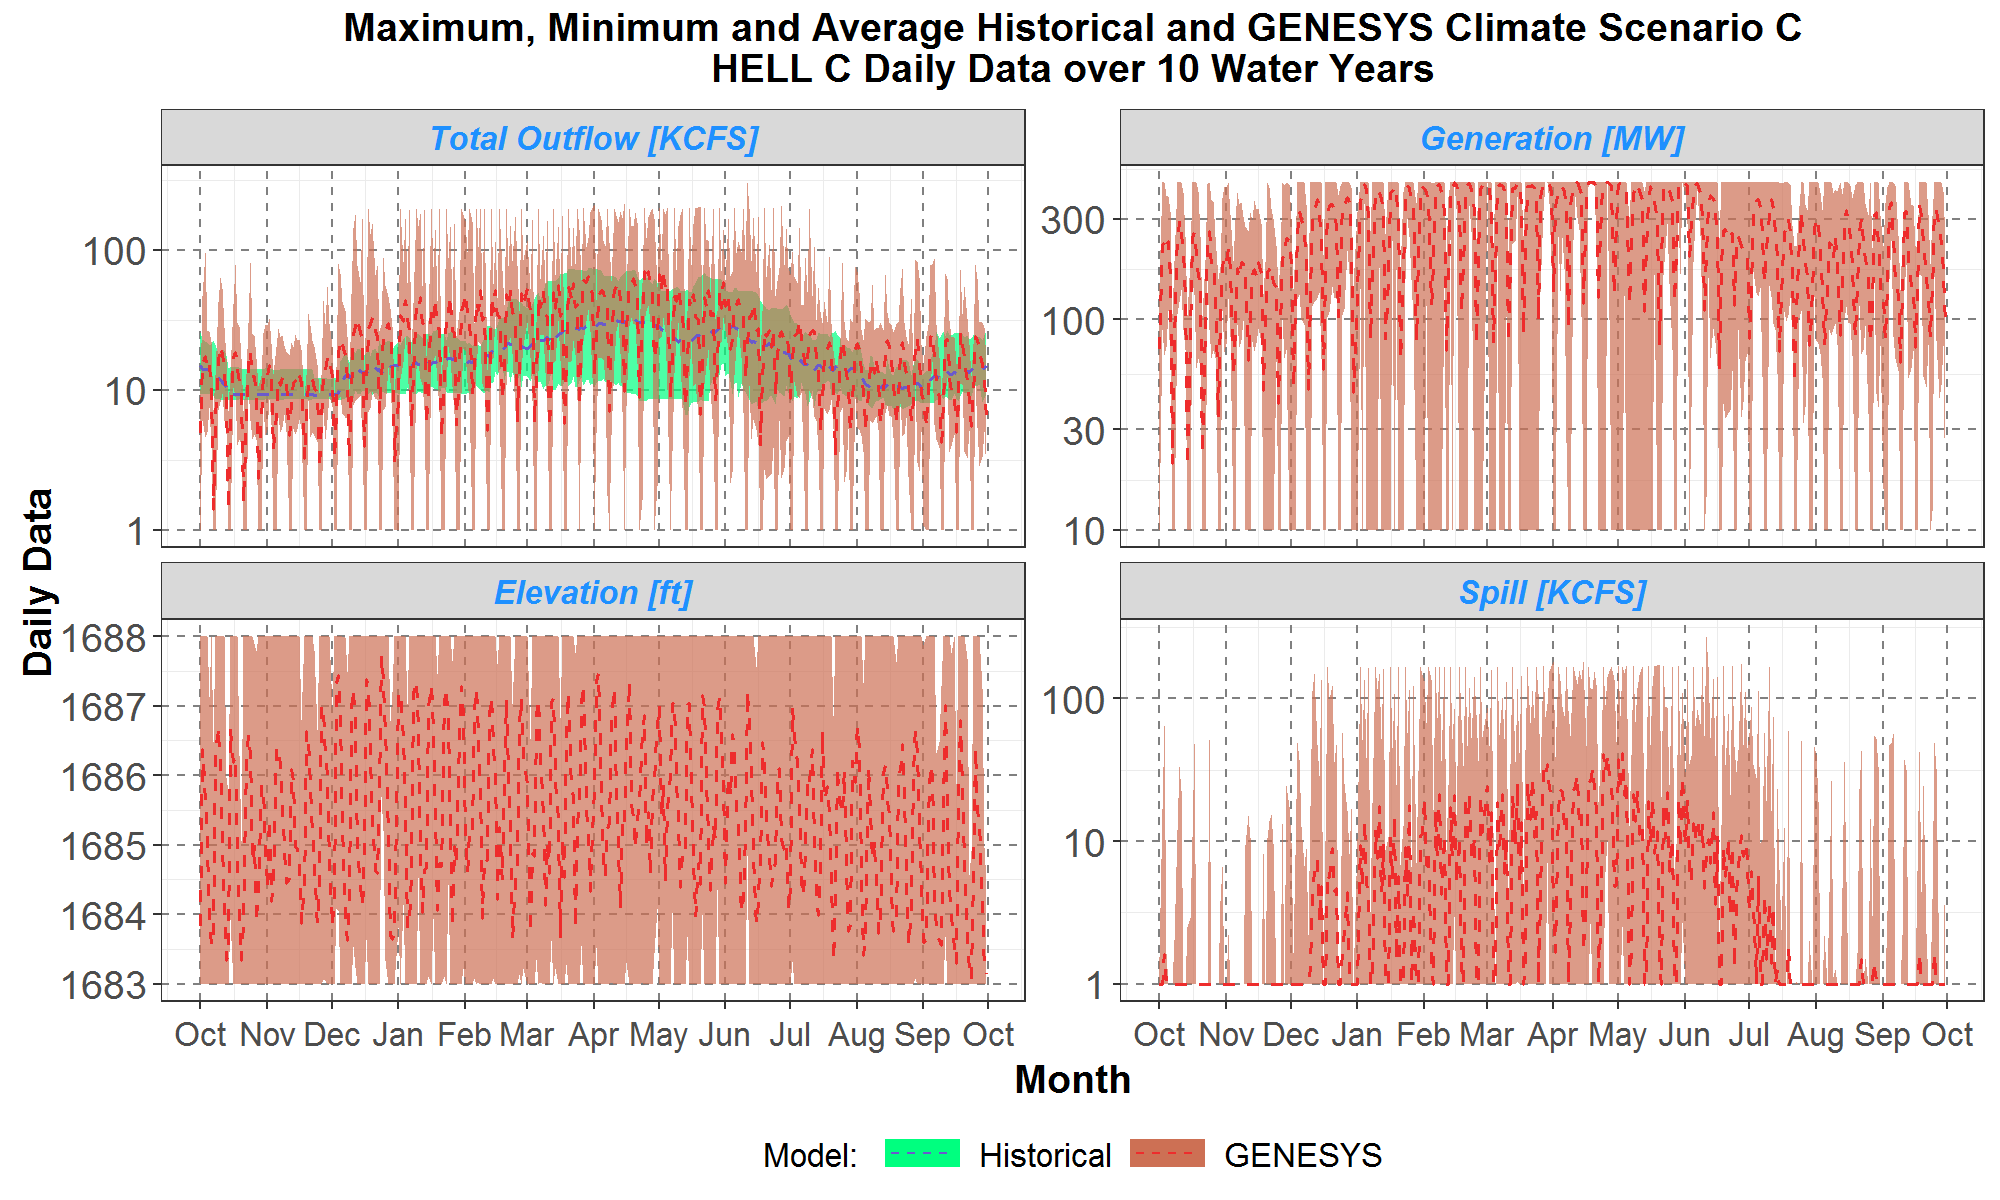 Maximum, Minimum and Average Historical and GENESYS Climate Scenario C
HELL C Daily Data over 10 Water Years
Total Outflow [KCFS]
Generation [MW]
100
10
1
300
100
30
10
Elevation [ft]
Spill [KCFS]
1688
1687
1686
1685
1684
1683
100
10
1
Daily Data
Oct Nov Dec Jan Feb Mar Apr May Jun Jul Aug Sep Oct
Oct Nov Dec Jan Feb Mar Apr May Jun Jul Aug Sep Oct
Month
Model: Historical GENESYS